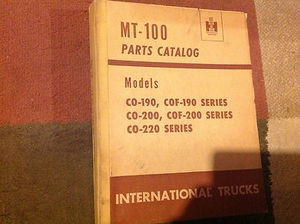 MT-100
PARTS CATALOG
Models
CO-190, COF-190 SERIES
CO-200, COF-200 SERIES
CO-220 SERIES
INTERNATIONAL TRUCKS